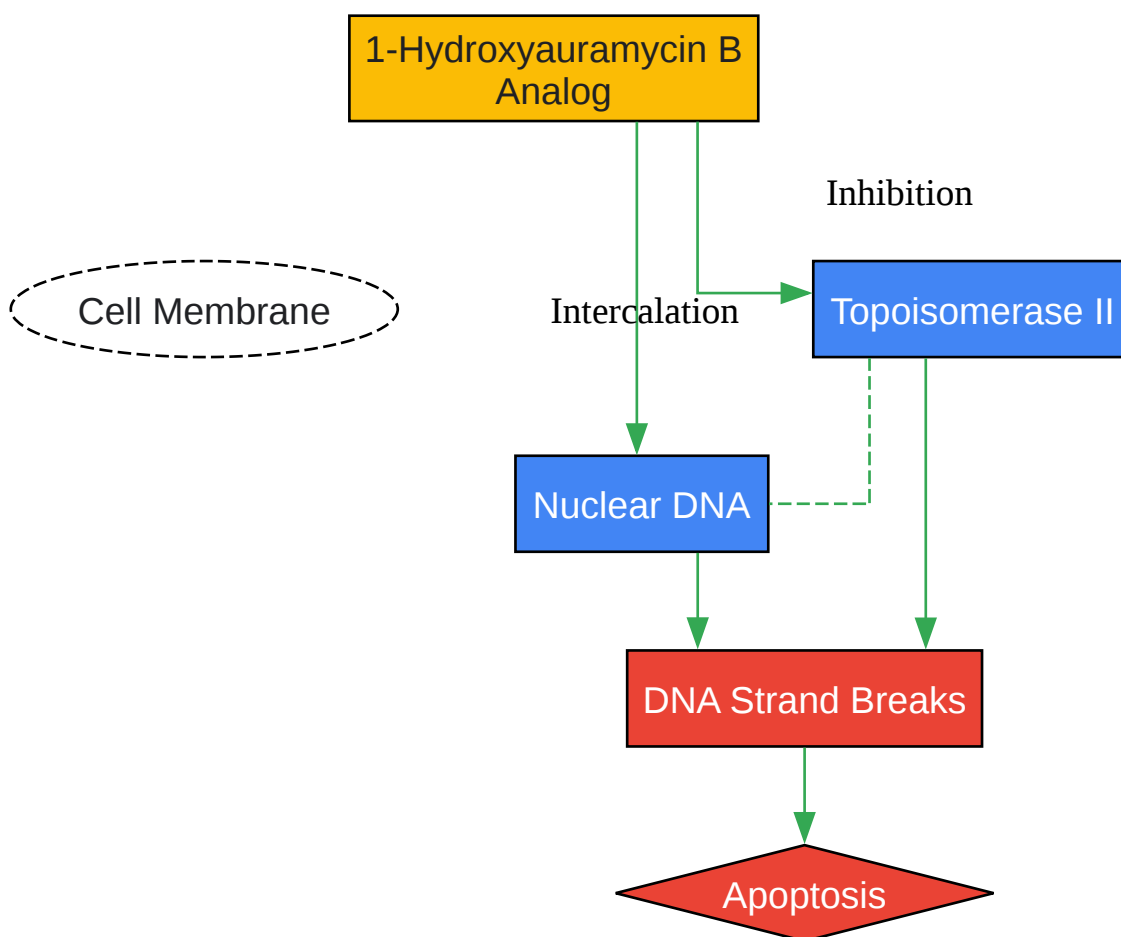 1-Hydroxyauramycin B
Analog
Inhibition
Cell Membrane
Intercalation
Topoisomerase II
Nuclear DNA
DNA Strand Breaks
Apoptosis